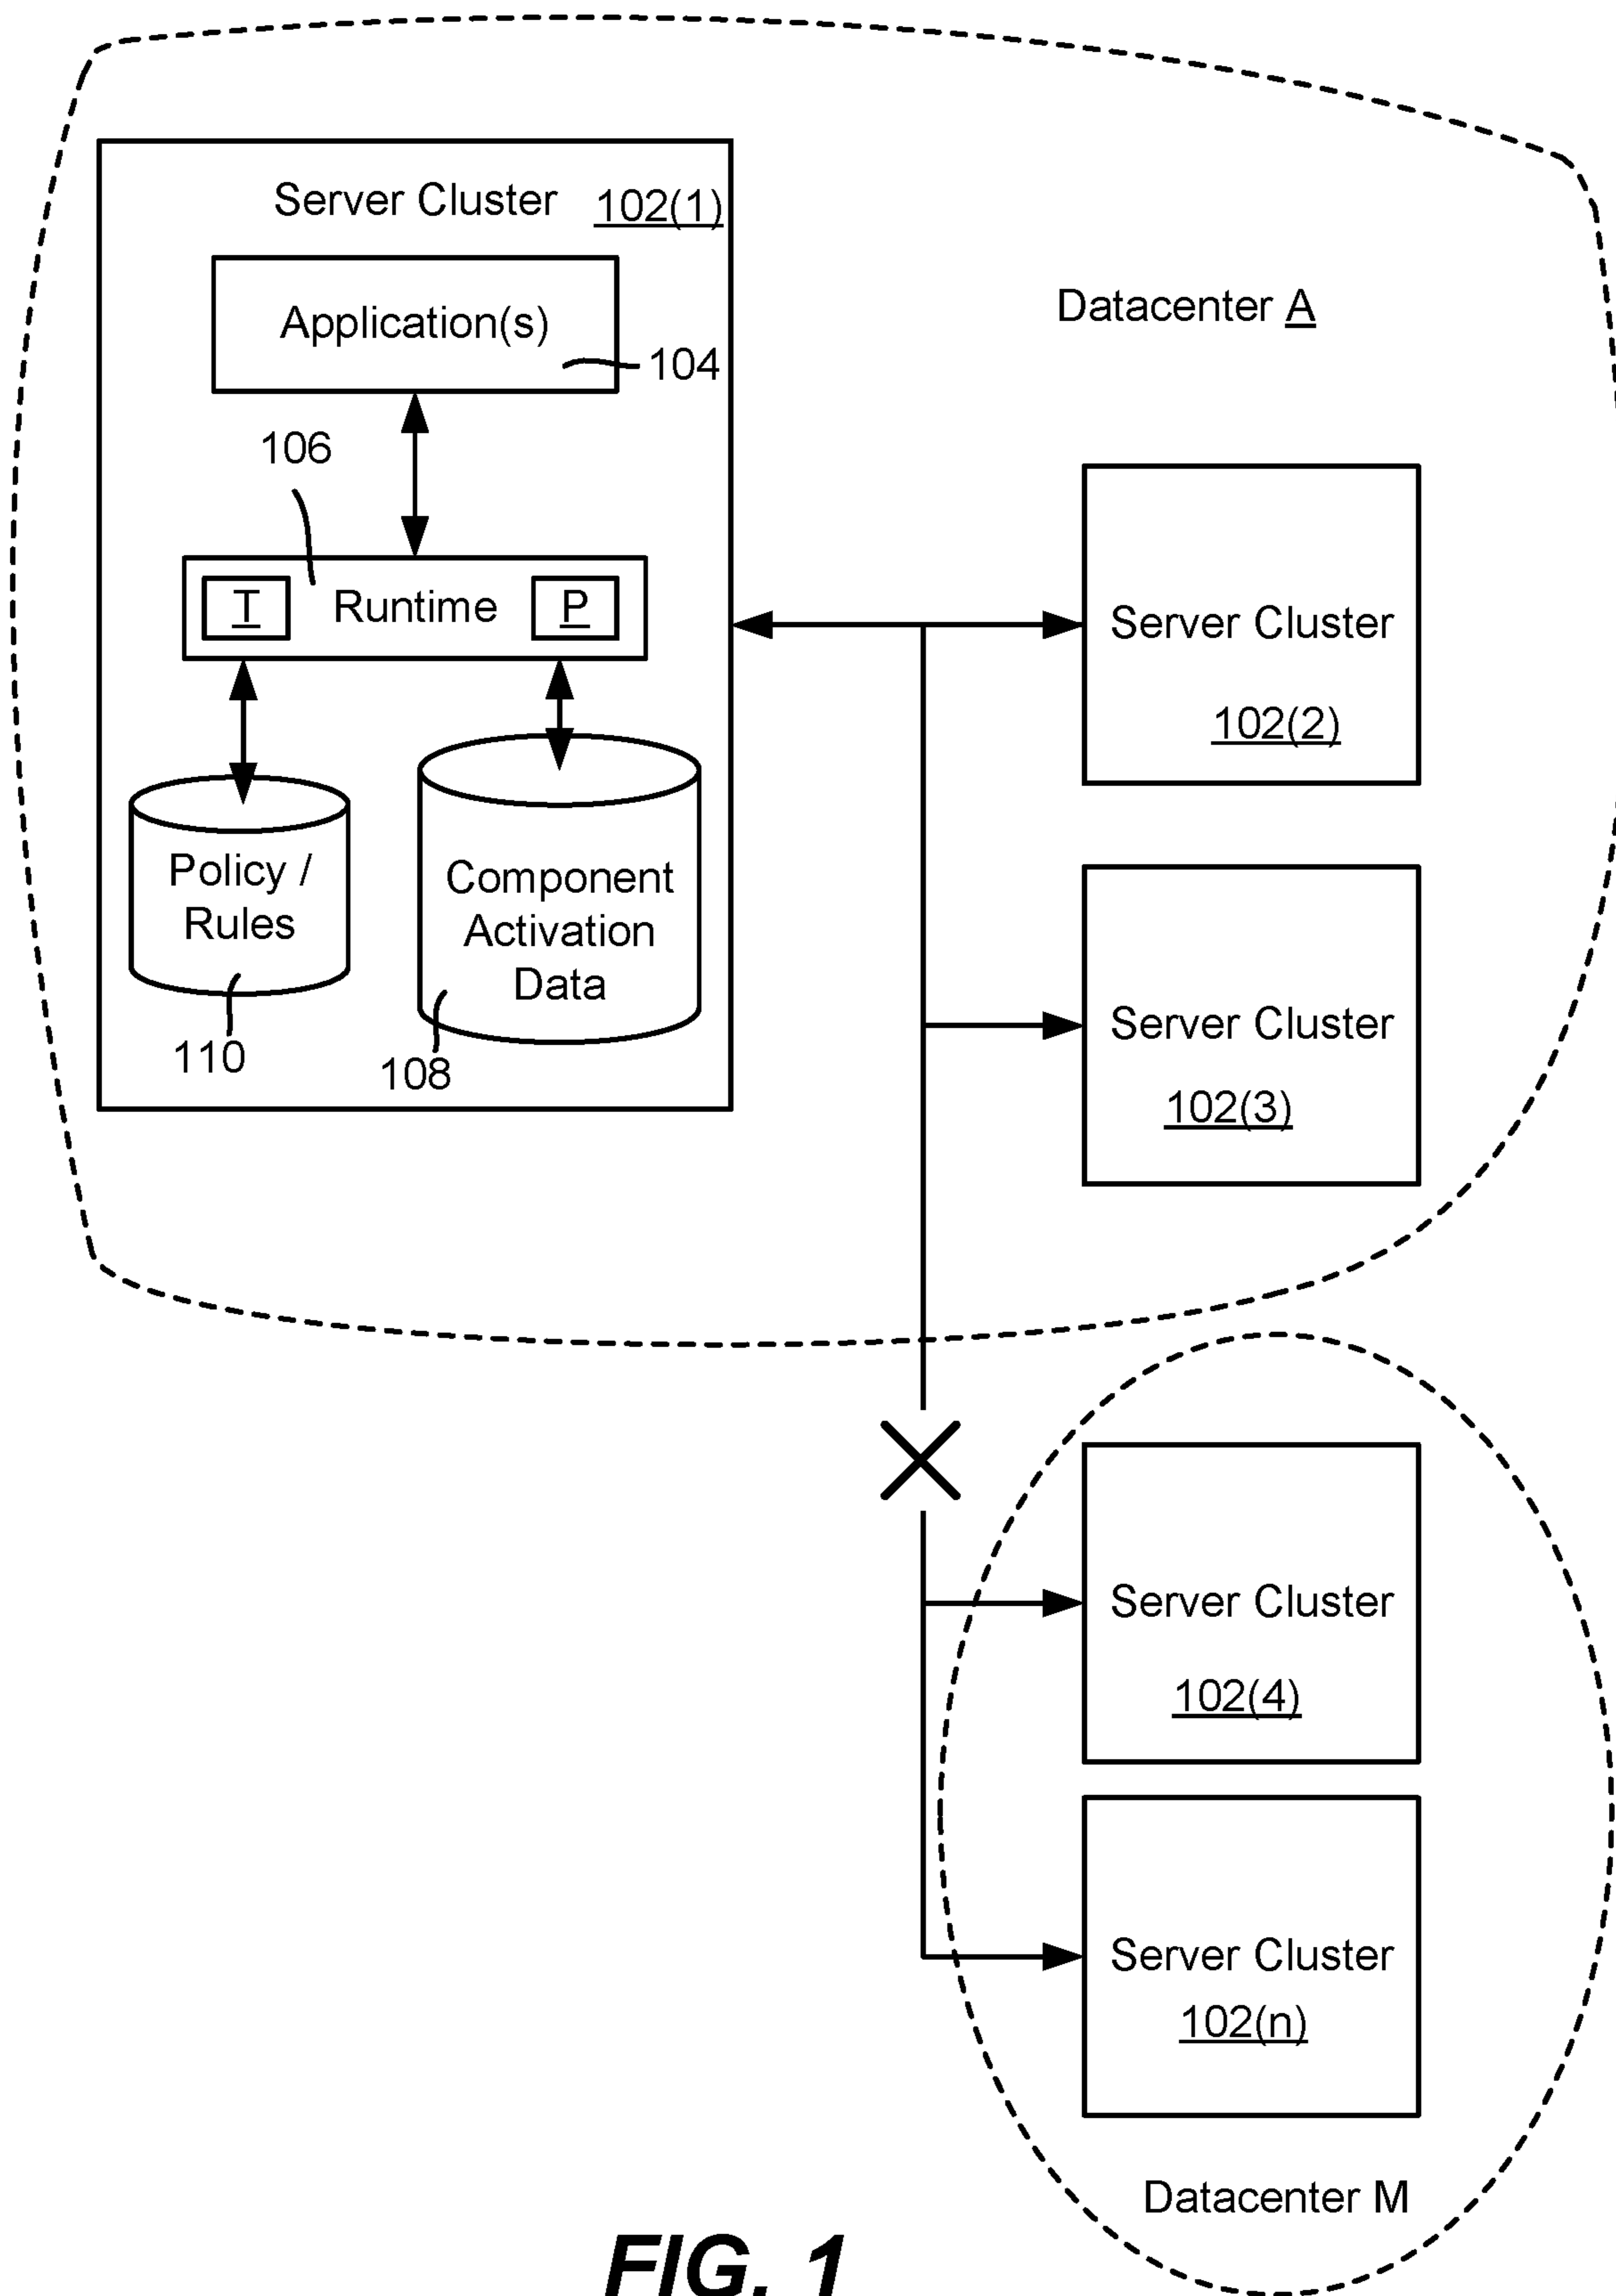 Server Cluster 102(1)
Application(s)
104
Datacenter A
106
T Runtime P
Server Cluster
102(2)
Policy /
Rules
Component
Activation
Data
110
108
Server Cluster
102(3)
Server Cluster
102(4)
Server Cluster
102(n)
Datacenter M
FIG. 1